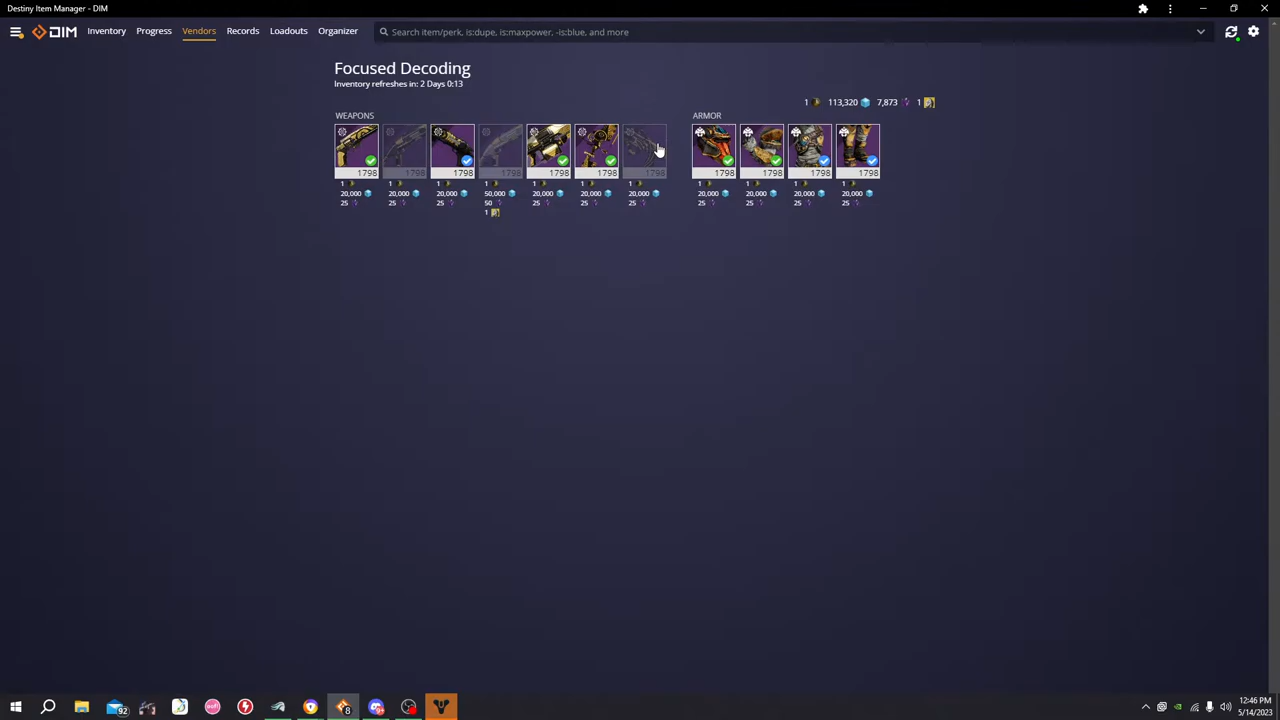 Destiny Item Manager - DIM
DIM Inventory Progress Vendors Records Loadouts Organizer Search item/perk, is:dupe, is:maxpower, -is:blue, and more
Focused Decoding
Inventory refreshes in: 2 Days 0:13
1 113,320 7,873 1
WEAPONS ARMOR
1798 1798 1798 1798 1798 1798 1798 1798 1798 1798 1798
1 1 1 1 1 1 1 1 1 1 1
20,000 20,000 20,000 50,000 20,000 20,000 20,000 20,000 20,000 20,000 20,000
25 25 25 50 25 25 25 25 25 25 25
1
92 8
12:46 PM
5/14/2023